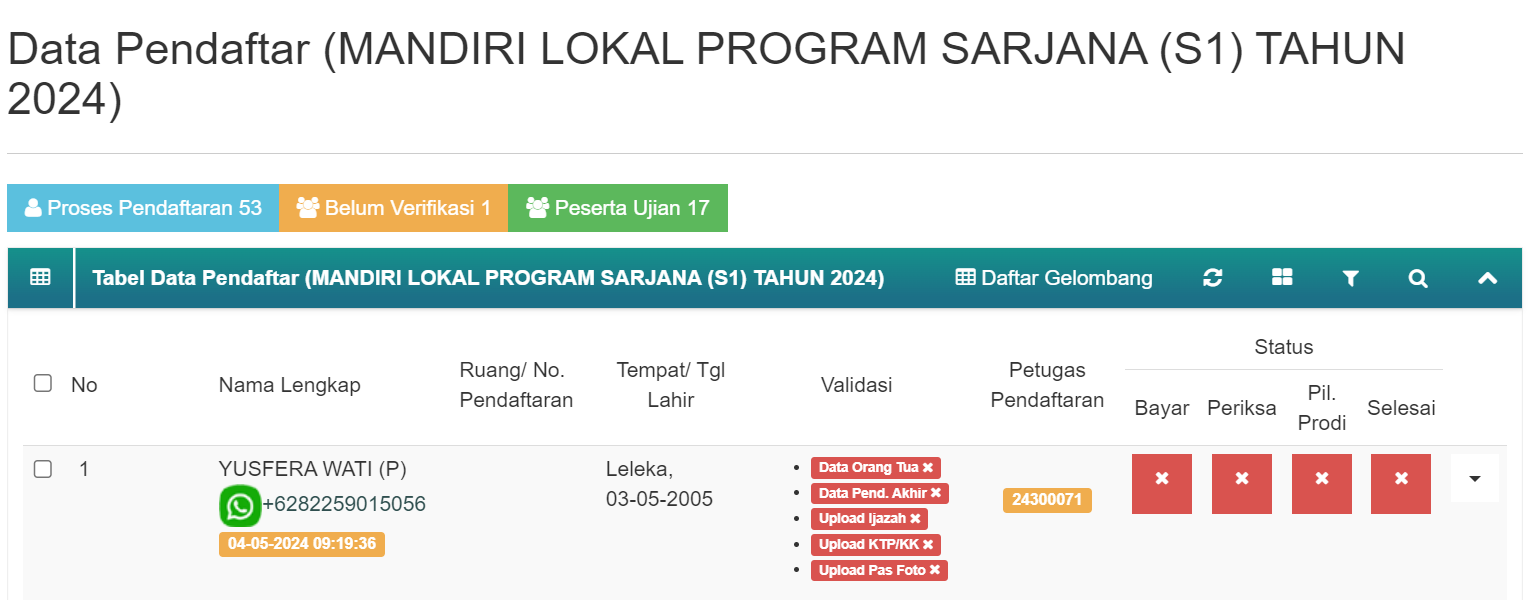 Data Pendaftar (MANDIRI LOKAL PROGRAM SARJANA (S1) TAHUN
2024)
Proses Pendaftaran 53
Belum Verifikasi 1
Peserta Ujian 17
Tabel Data Pendaftar (MANDIRI LOKAL PROGRAM SARJANA (S1) TAHUN 2024)
Daftar Gelombang
No
Nama Lengkap
Ruang/ No.
Pendaftaran
Tempat/ Tgl
Lahir
Validasi
Petugas
Pendaftaran
Status
Bayar
Periksa
Pil.
Prodi
Selesai
1
YUSFERA WATI (P)
+6282259015056
04-05-2024 09:19:36
Leleka,
03-05-2005
Data Orang Tua
Data Pend. Akhir
Upload Ijazah
Upload KTP/KK
Upload Pas Foto
24300071